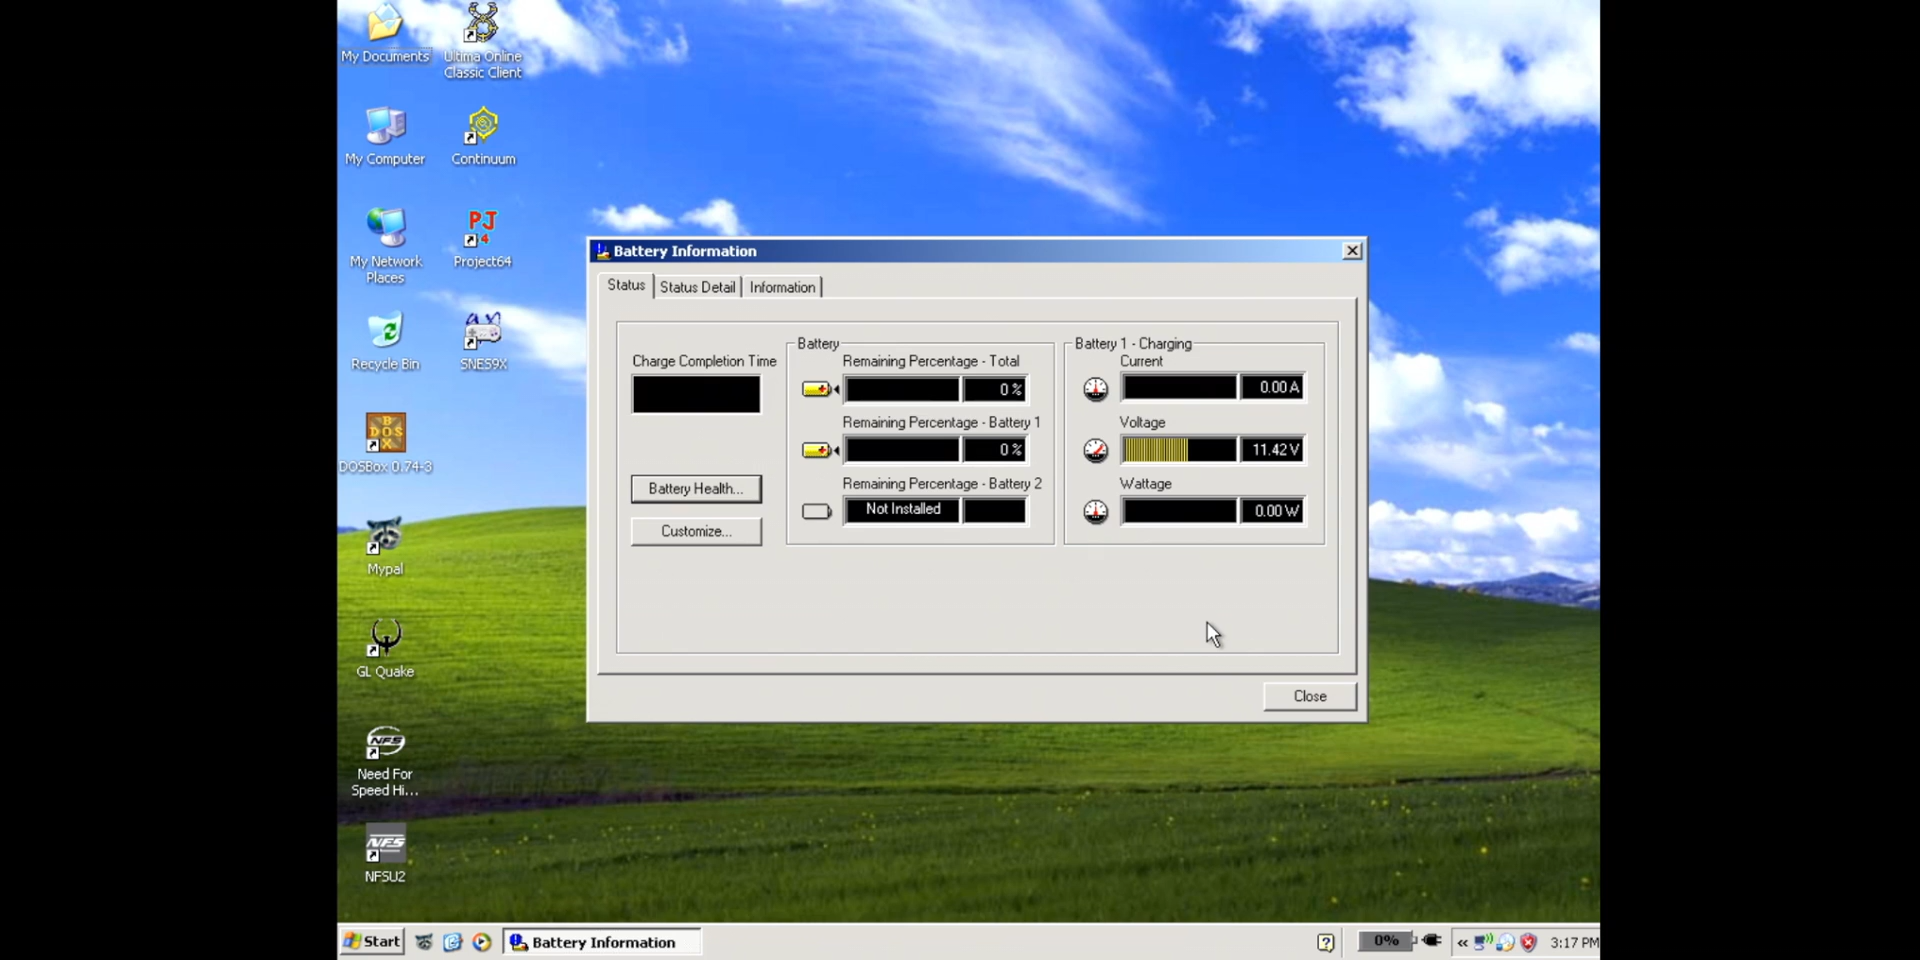 My Documents
Ultima Online
Classic Client
My Computer
Continuum
My Network
Places
PJ
64
Project64
Recycle Bin
SNES9X
DOSBox 0.74-3
Mypal
GL Quake
NFS
Need For
Speed Hi...
NFS
NFSU2
Battery Information
Status
Status Detail
Information
Charge Completion Time
Battery Health...
Customize...
Battery
Remaining Percentage - Total
0 %
Remaining Percentage - Battery 1
0 %
Remaining Percentage - Battery 2
Not Installed
Battery 1 - Charging
Current
0.00 A
Voltage
11.42 V
Wattage
0.00 W
Close
Start
Battery Information
0%
3:17 PM